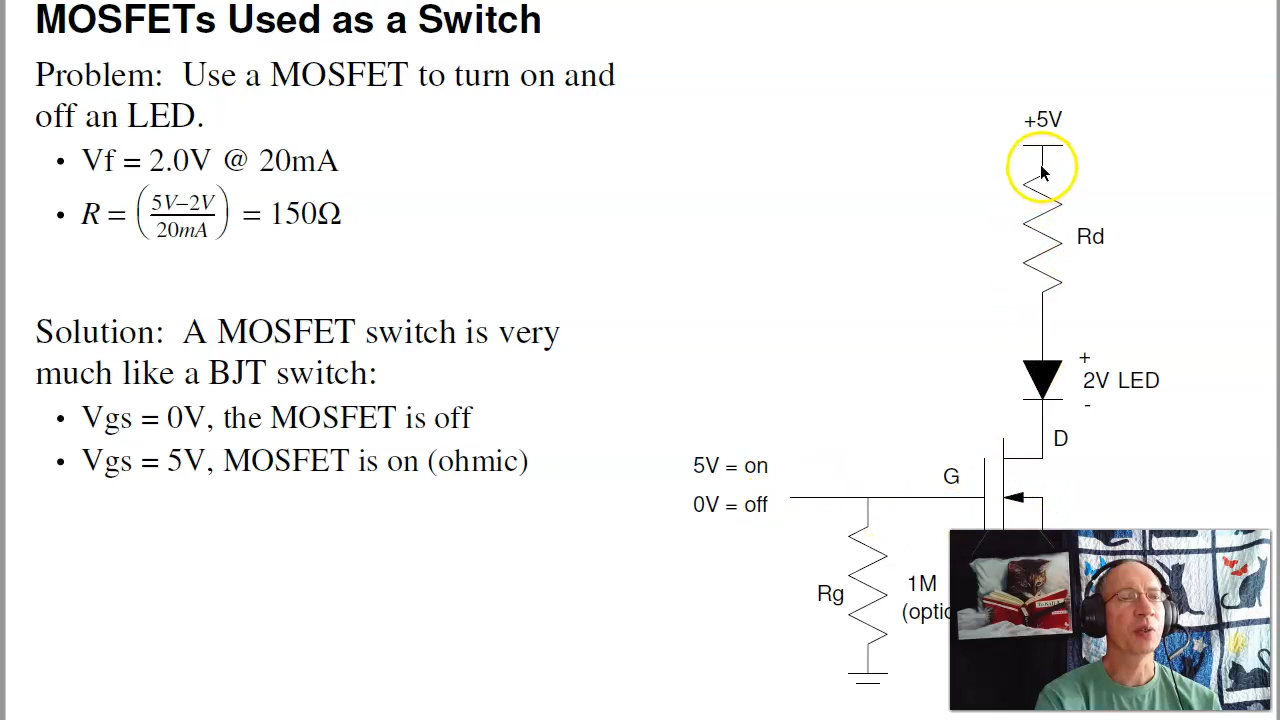 MOSFETs Used as a Switch
Problem: Use a MOSFET to turn on and
off an LED.
• Vf = 2.0V @ 20mA
• R = (5V–2V / 20mA) = 150Ω
Solution: A MOSFET switch is very
much like a BJT switch:
• Vgs = 0V, the MOSFET is off
• Vgs = 5V, MOSFET is on (ohmic)
+5V
Rd
+
2V LED
-
D
G
5V = on
0V = off
Rg
1M